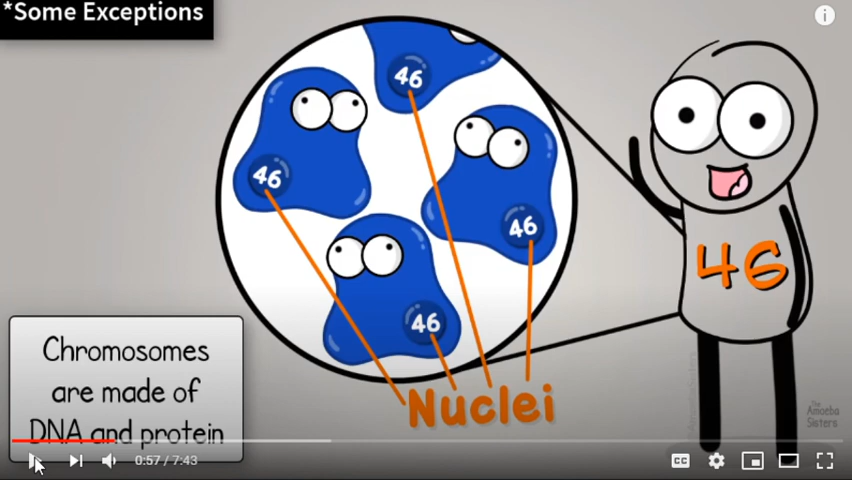 *Some Exceptions
46
46
46
46
46
Nuclei
Chromosomes
are made of
DNA and protein
The
Amoeba
Sisters
0:57 / 7:43
CC
i